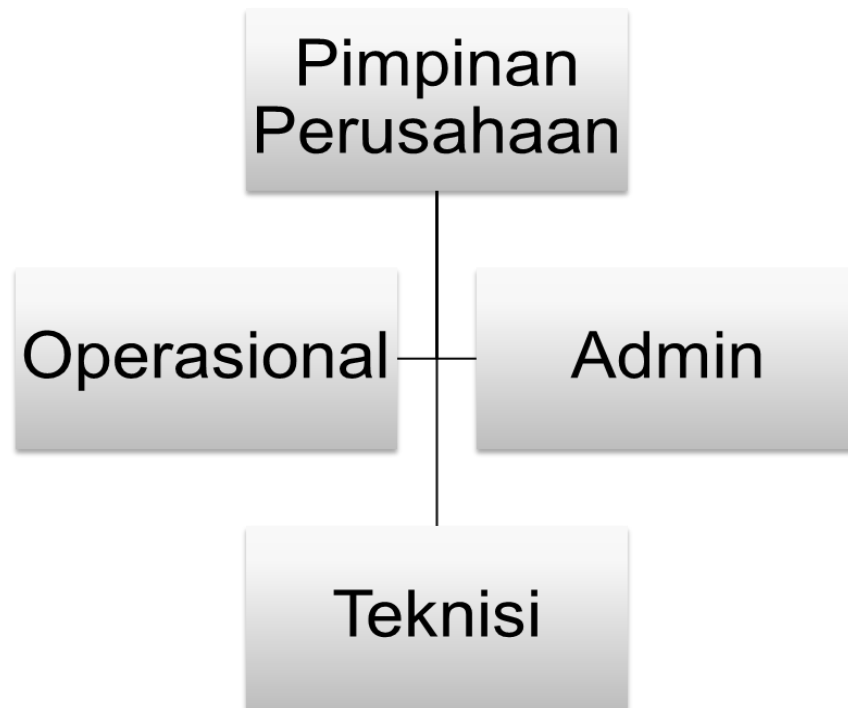 Pimpinan
Perusahaan
Operasional
Admin
Teknisi